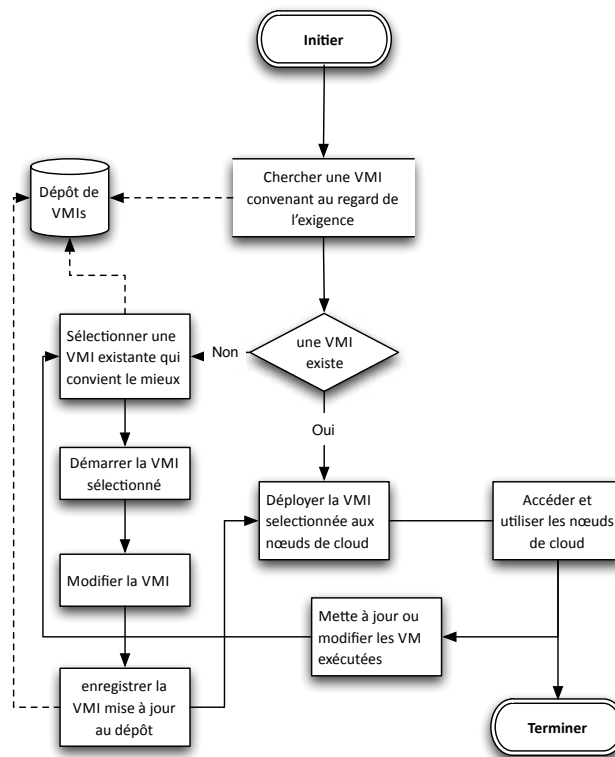 Initier
Chercher une VMI
convenant au regard de
l'exigence
Dépôt de
VMIs
Sélectionner une
VMI existante qui
convient le mieux
Non
une VMI
existe
Oui
Démarrer la VMI
sélectionné
Déployer la VMI
selectionnée aux
nœuds de cloud
Accéder et
utiliser les nœuds
de cloud
Modifier la VMI
Mette à jour ou
modifier les VM
exécutées
enregistrer la
VMI mise à jour
au dépôt
Terminer